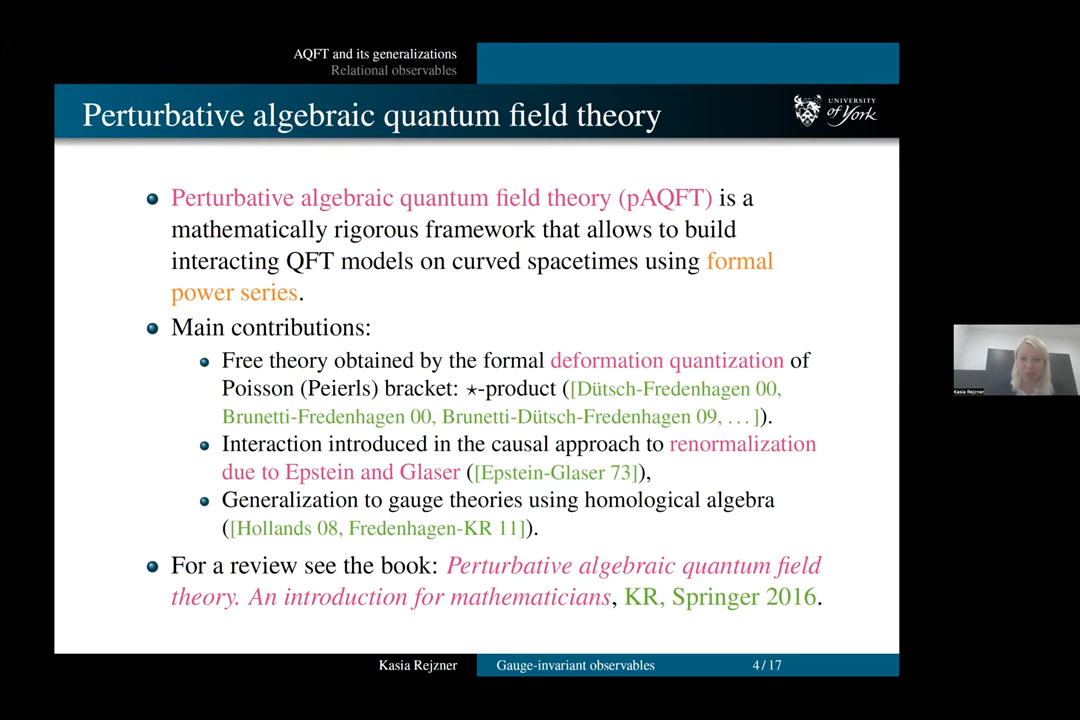 AQFT and its generalizations
Relational observables
Perturbative algebraic quantum field theory
UNIVERSITY
of York
Perturbative algebraic quantum field theory (pAQFT) is a
mathematically rigorous framework that allows to build
interacting QFT models on curved spacetimes using formal
power series.
Main contributions:
Free theory obtained by the formal deformation quantization of
Poisson (Peierls) bracket: ⋆-product ([Dütsch-Fredenhagen 00,
Brunetti-Fredenhagen 00, Brunetti-Dütsch-Fredenhagen 09, ...]).
Interaction introduced in the causal approach to renormalization
due to Epstein and Glaser ([Epstein-Glaser 73]),
Generalization to gauge theories using homological algebra
([Hollands 08, Fredenhagen-KR 11]).
For a review see the book: Perturbative algebraic quantum field
theory. An introduction for mathematicians, KR, Springer 2016.
Kasia Rejzner
Kasia Rejzner Gauge-invariant observables 4 / 17